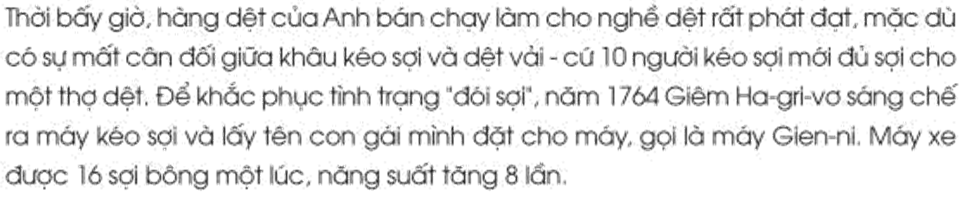 Thời bấy giờ, hàng dệt của Anh bán chạy làm cho nghề dệt rất phát đạt, mặc dù
có sự mất cân đối giữa khâu kéo sợi và dệt vải - cứ 10 người kéo sợi mới đủ sợi cho
một thợ dệt. Để khắc phục tình trạng "đói sợi", năm 1764 Giêm Ha-gri-vơ sáng chế
ra máy kéo sợi và lấy tên con gái mình đặt cho máy, gọi là máy Gien-ni. Máy xe
được 16 sợi bông một lúc, năng suất tăng 8 lần.